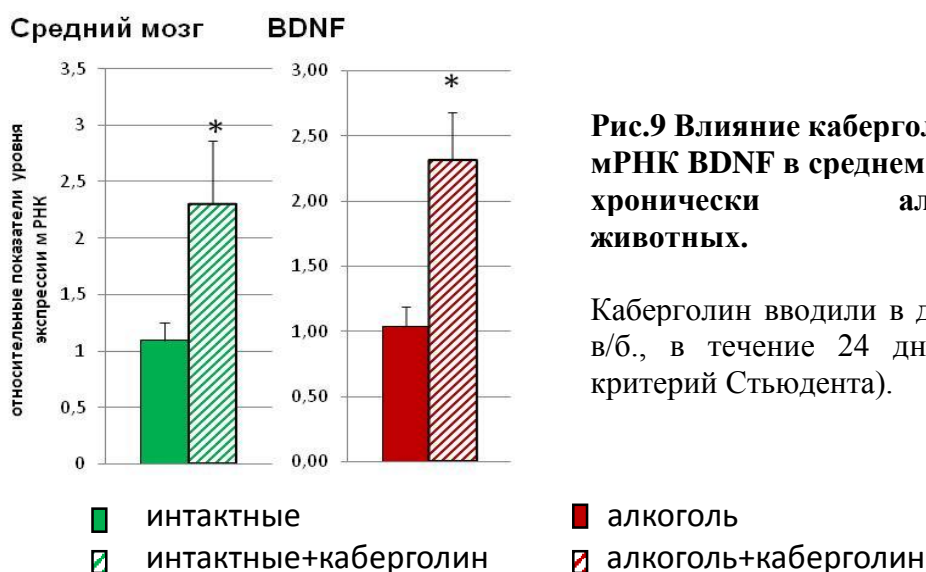 Средний мозг BDNF
относительные показатели уровня
экспрессии м РНК
3,5
3
2,5
2
1,5
1
0,5
0
*
3,00
2,50
2,00
1,50
1,00
0,50
0,00
*
Рис.9 Влияние каберго
мРНК BDNF в среднем
хронически ал
животных.
Каберголин вводили в д
в/б., в течение 24 дн
критерий Стьюдента).
интактные
алкоголь
интактные+каберголин
алкоголь+каберголин